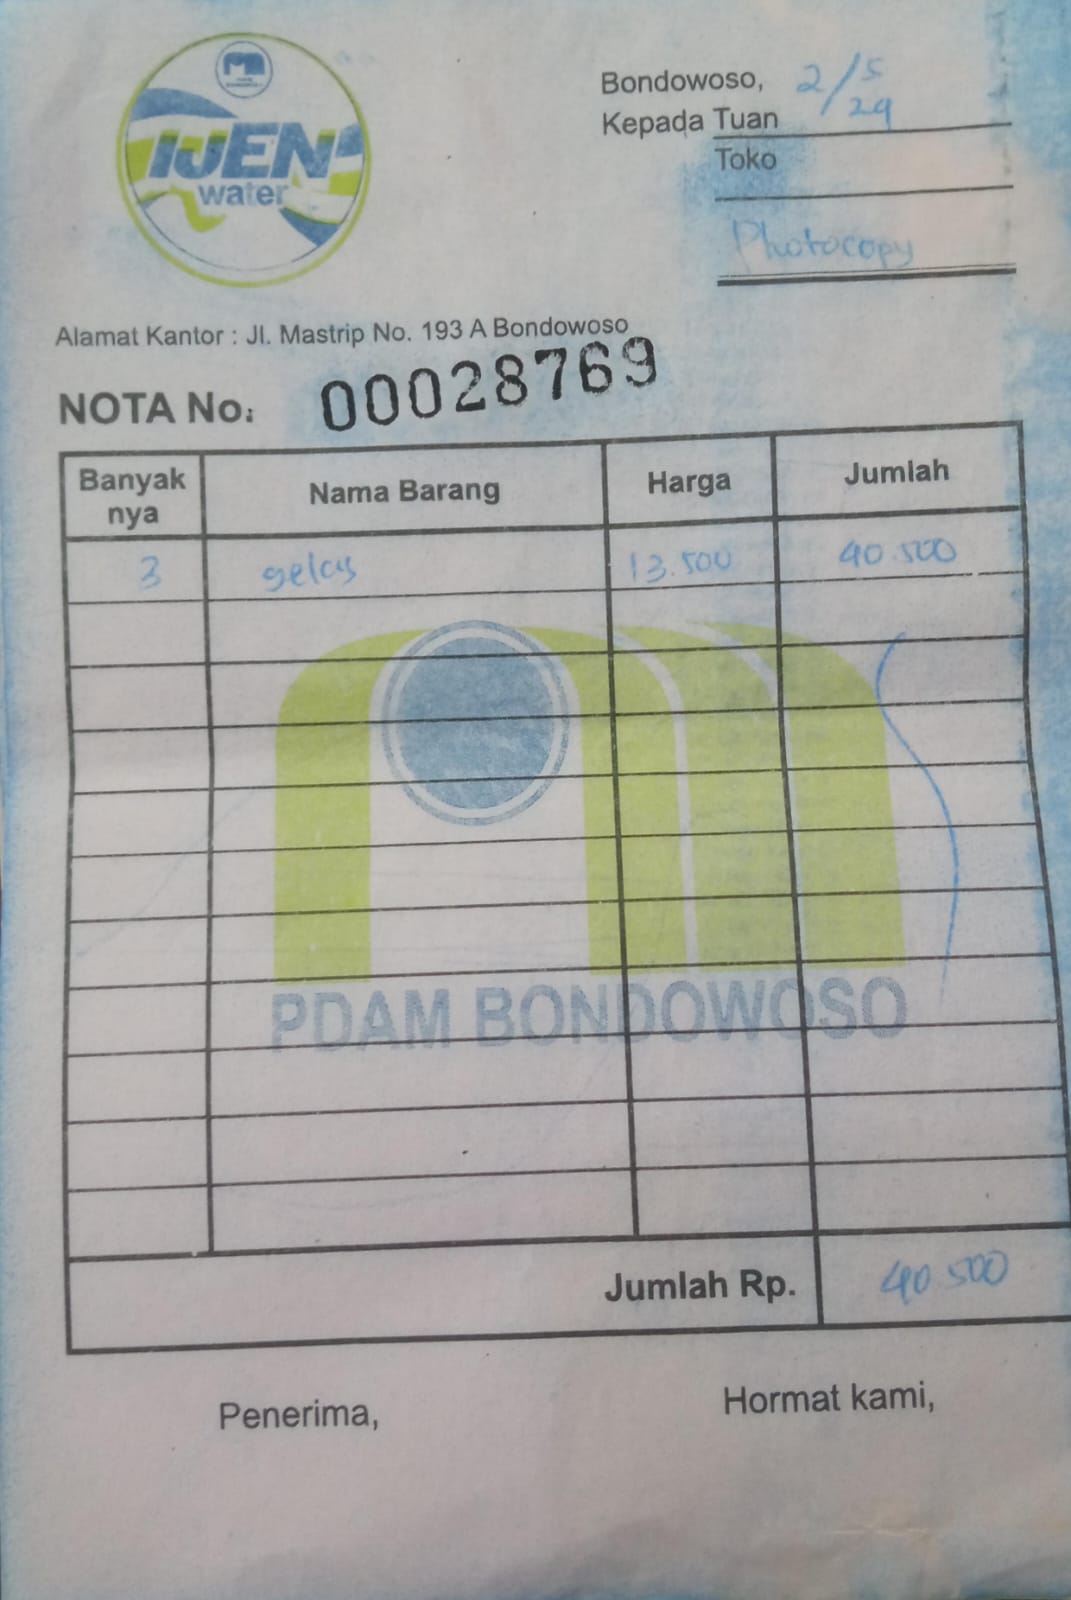 IJEN
water
Bondowoso, 2/5
29
Kepada Tuan
Toko
Photocopy
Alamat Kantor : Jl. Mastrip No. 193 A Bondowoso
NOTA No: 00028769
Banyak nya Nama Barang Harga Jumlah
3 gelas 13.500 40.500
PDAM BONDOWOSO
Jumlah Rp. 40.500
Penerima, Hormat kami,